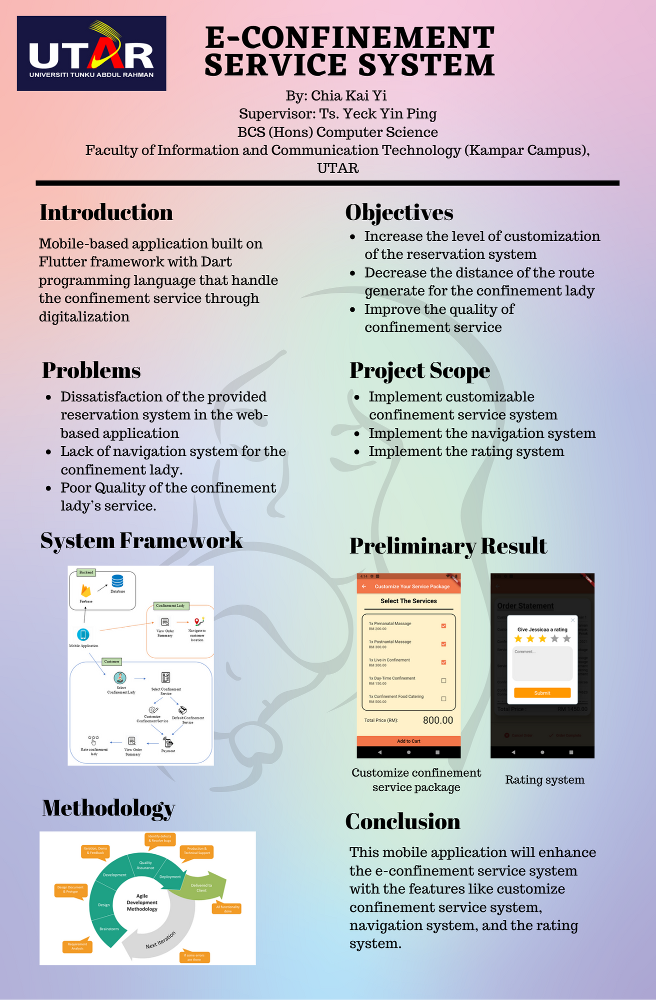 UTAR
UNIVERSITI TUNKU ABDUL RAHMAN
E-CONFINEMENT
SERVICE SYSTEM
By: Chia Kai Yi
Supervisor: Ts. Yeck Yin Ping
BCS (Hons) Computer Science
Faculty of Information and Communication Technology (Kampar Campus),
UTAR
Introduction
Mobile-based application built on
Flutter framework with Dart
programming language that handle
the confinement service through
digitalization
Objectives
• Increase the level of customization
of the reservation system
• Decrease the distance of the route
generate for the confinement lady
• Improve the quality of
confinement service
Problems
• Dissatisfaction of the provided
reservation system in the web-
based application
• Lack of navigation system for the
confinement lady.
• Poor Quality of the confinement
lady's service.
Project Scope
• Implement customizable
confinement service system
• Implement the navigation system
• Implement the rating system
System Framework
Backend
Database
Firebase
Confinement Lady
View Order
Summary
Navigate to
customer
location
Mobile Application
Customer
Select
Confinement Lady
Select Confinement
Service
Customize
Confinement Service
Default Confinement
Service
Rate confinement
lady
View Order
Summary
Payment
Preliminary Result
4:14
Customize Your Service Package
Select The Services
1x Prenanatal Massage
RM 200.00
1x Postnantal Massage
RM 300.00
1x Live-in Confinement
RM 300.00
1x Day-Time Confinement
RM 150.00
1x Confinement Food Catering
RM 500.00
Total Price (RM): 800.00
Add to Cart
Order Statement
Give Jessicaa a rating
Comment...
Submit
Total Price : RM 1450.00
Cancel Order
Order Complete
Customize confinement
service package
Rating system
Methodology
Identify defects
& Resolve bugs
Iteration, Demo
& Feedback
Production &
Technical Support
Quality
Assurance
Development
Deployment
Delivered to
Client
Design Document
& Protype
Agile
Development
Methodology
Design
All functionality
done
Brainstorm
Next Iteration
Requirement
Analysis
If some errors
are there
Conclusion
This mobile application will enhance
the e-confinement service system
with the features like customize
confinement service system,
navigation system, and the rating
system.